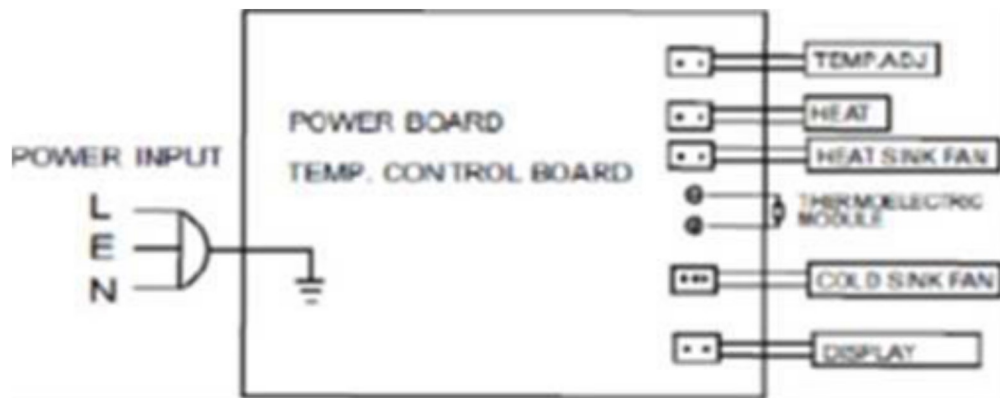 POWER INPUT
L
E
N
POWER BOARD
TEMP. CONTROL BOARD
TEMP.ADJ
HEAT
HEAT SINK FAN
THERMOELECTRIC
MODULE
COLD SINK FAN
DISPLAY